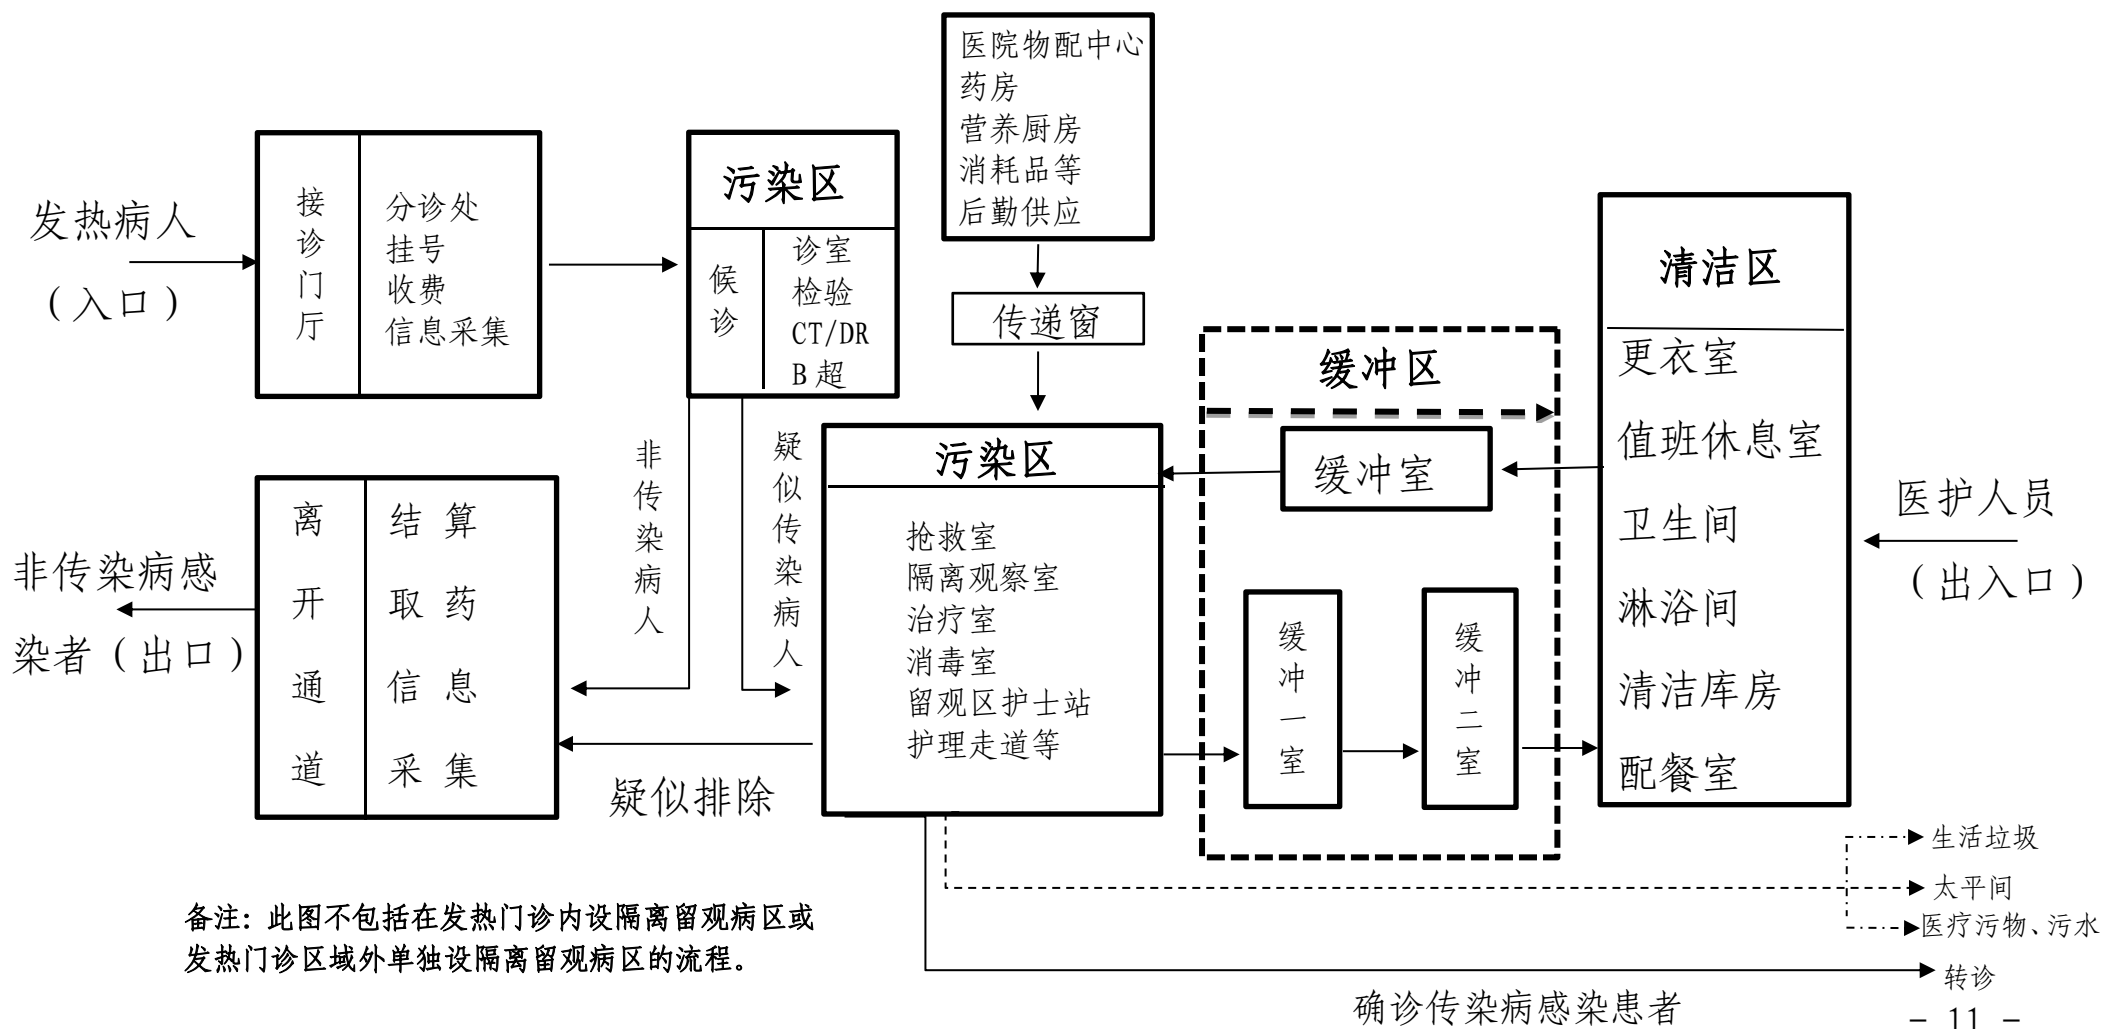 发热病人
（入口）
接诊门厅
分诊处
挂号
收费
信息采集
污染区
候诊
诊室
检验
CT/DR
B 超
医院物配中心
药房
营养厨房
消耗品等
后勤供应
传递窗
非传染病人
疑似传染病人
污染区
抢救室
隔离观察室
治疗室
消毒室
留观区护士站
护理走道等
缓冲区
缓冲室
缓冲一室
缓冲二室
清洁区
更衣室
值班休息室
卫生间
淋浴间
清洁库房
配餐室
医护人员
（出入口）
非传染病感
染者（出口）
离开通道
结 算
取 药
信 息
采 集
疑似排除
生活垃圾
太平间
医疗污物、污水
转诊
确诊传染病感染患者
备注：此图不包括在发热门诊内设隔离留观病区或
发热门诊区域外单独设隔离留观病区的流程。
– 11 –